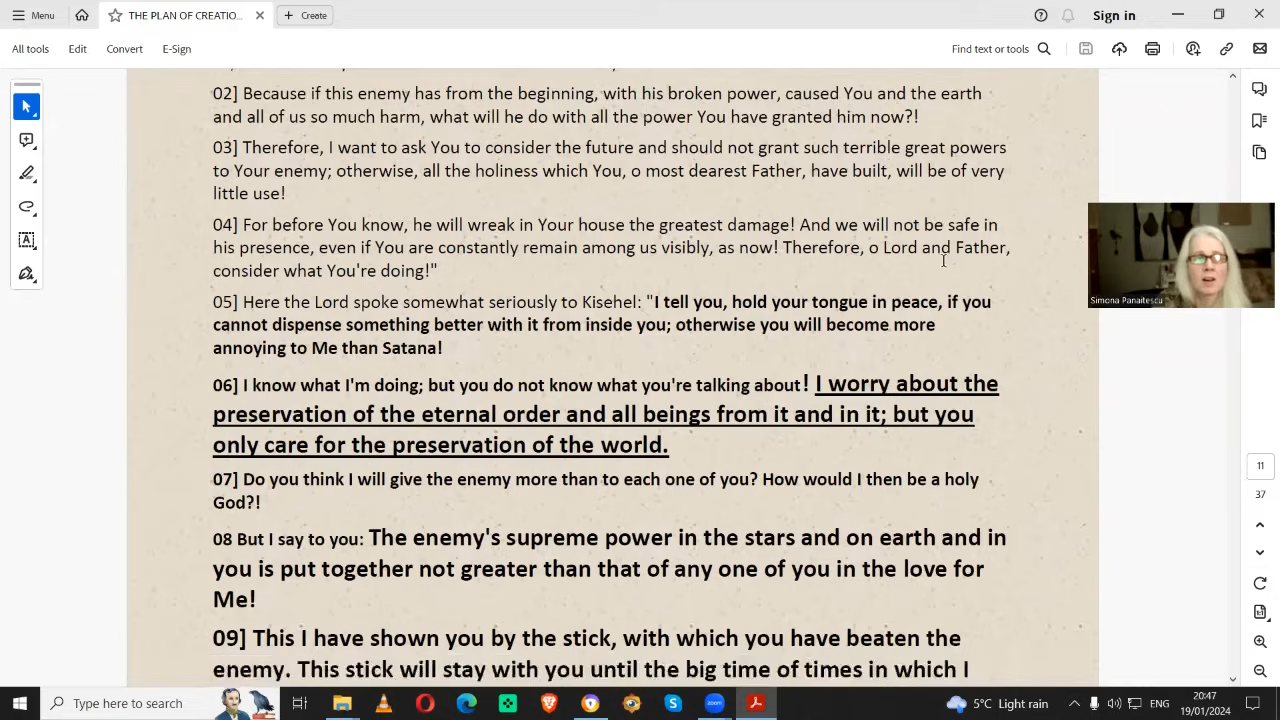 Menu
THE PLAN OF CREATIO...
Create
Sign in
All tools
Edit
Convert
E-Sign
Find text or tools
02] Because if this enemy has from the beginning, with his broken power, caused You and the earth
and all of us so much harm, what will he do with all the power You have granted him now?!
03] Therefore, I want to ask You to consider the future and should not grant such terrible great powers
to Your enemy; otherwise, all the holiness which You, o most dearest Father, have built, will be of very
little use!
04] For before You know, he will wreak in Your house the greatest damage! And we will not be safe in
his presence, even if You are constantly remain among us visibly, as now! Therefore, o Lord and Father,
consider what You're doing!"
05] Here the Lord spoke somewhat seriously to Kisehel: "I tell you, hold your tongue in peace, if you
cannot dispense something better with it from inside you; otherwise you will become more
annoying to Me than Satana!
06] I know what I'm doing; but you do not know what you're talking about! I worry about the
preservation of the eternal order and all beings from it and in it; but you
only care for the preservation of the world.
07] Do you think I will give the enemy more than to each one of you? How would I then be a holy
God?!
08 But I say to you: The enemy's supreme power in the stars and on earth and in
you is put together not greater than that of any one of you in the love for
Me!
09] This I have shown you by the stick, with which you have beaten the
enemy. This stick will stay with you until the big time of times in which I
Simona Panaitescu
11
37
Type here to search
zoom
5°C Light rain
ENG
20:47
19/01/2024